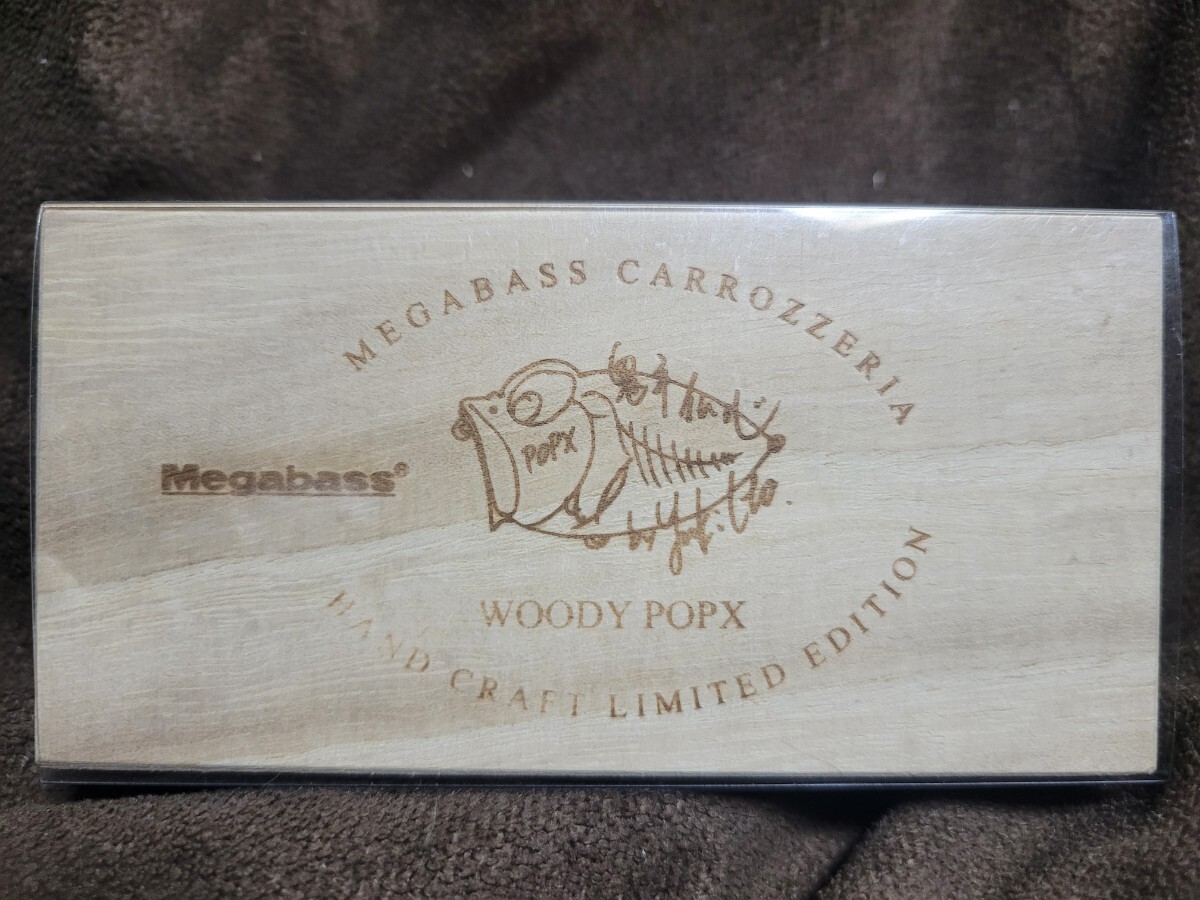 MEGABASS CARROZZERIA
POPX
Megabass®
WOODY POPX
HAND CRAFT LIMITED EDITION